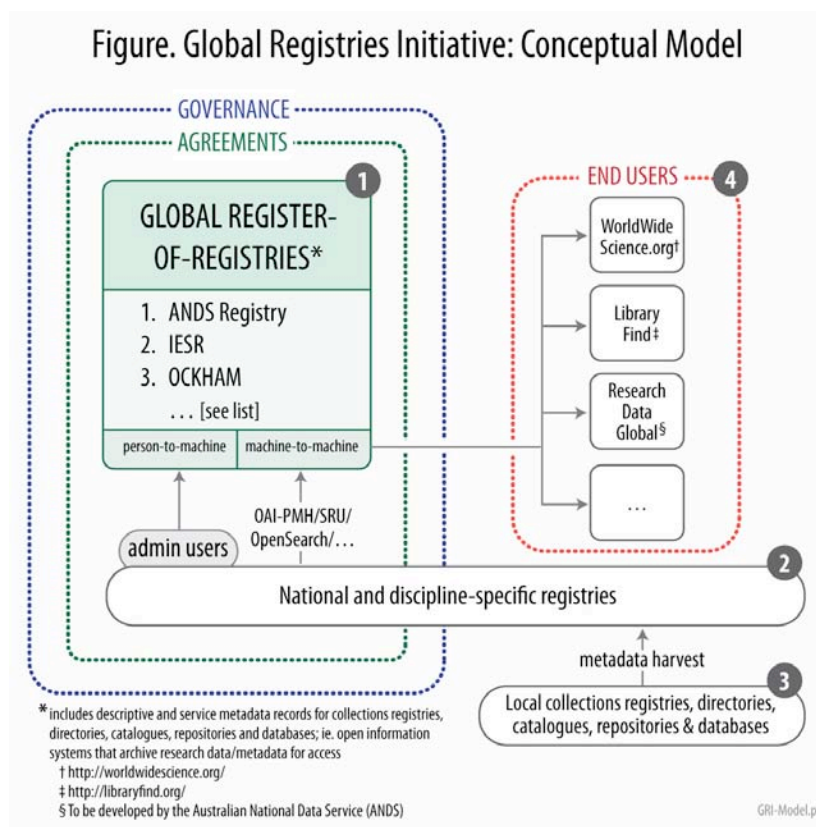 Figure. Global Registries Initiative: Conceptual Model
GOVERNANCE
AGREEMENTS
1
GLOBAL REGISTER-
OF-REGISTRIES*
1. ANDS Registry
2. IESR
3. OCKHAM
... [see list]
person-to-machine
machine-to-machine
END USERS
4
WorldWide
Science.org†
Library
Find‡
Research
Data
Global§
...
admin users
OAI-PMH/SRU/
OpenSearch/...
2
National and discipline-specific registries
metadata harvest
3
Local collections registries, directories,
catalogues, repositories & databases
*includes descriptive and service metadata records for collections registries,
directories, catalogues, repositories and databases; ie. open information
systems that archive research data/metadata for access
† http://worldwidescience.org/
‡ http://libraryfind.org/
§ To be developed by the Australian National Data Service (ANDS)
GRI-Model.p